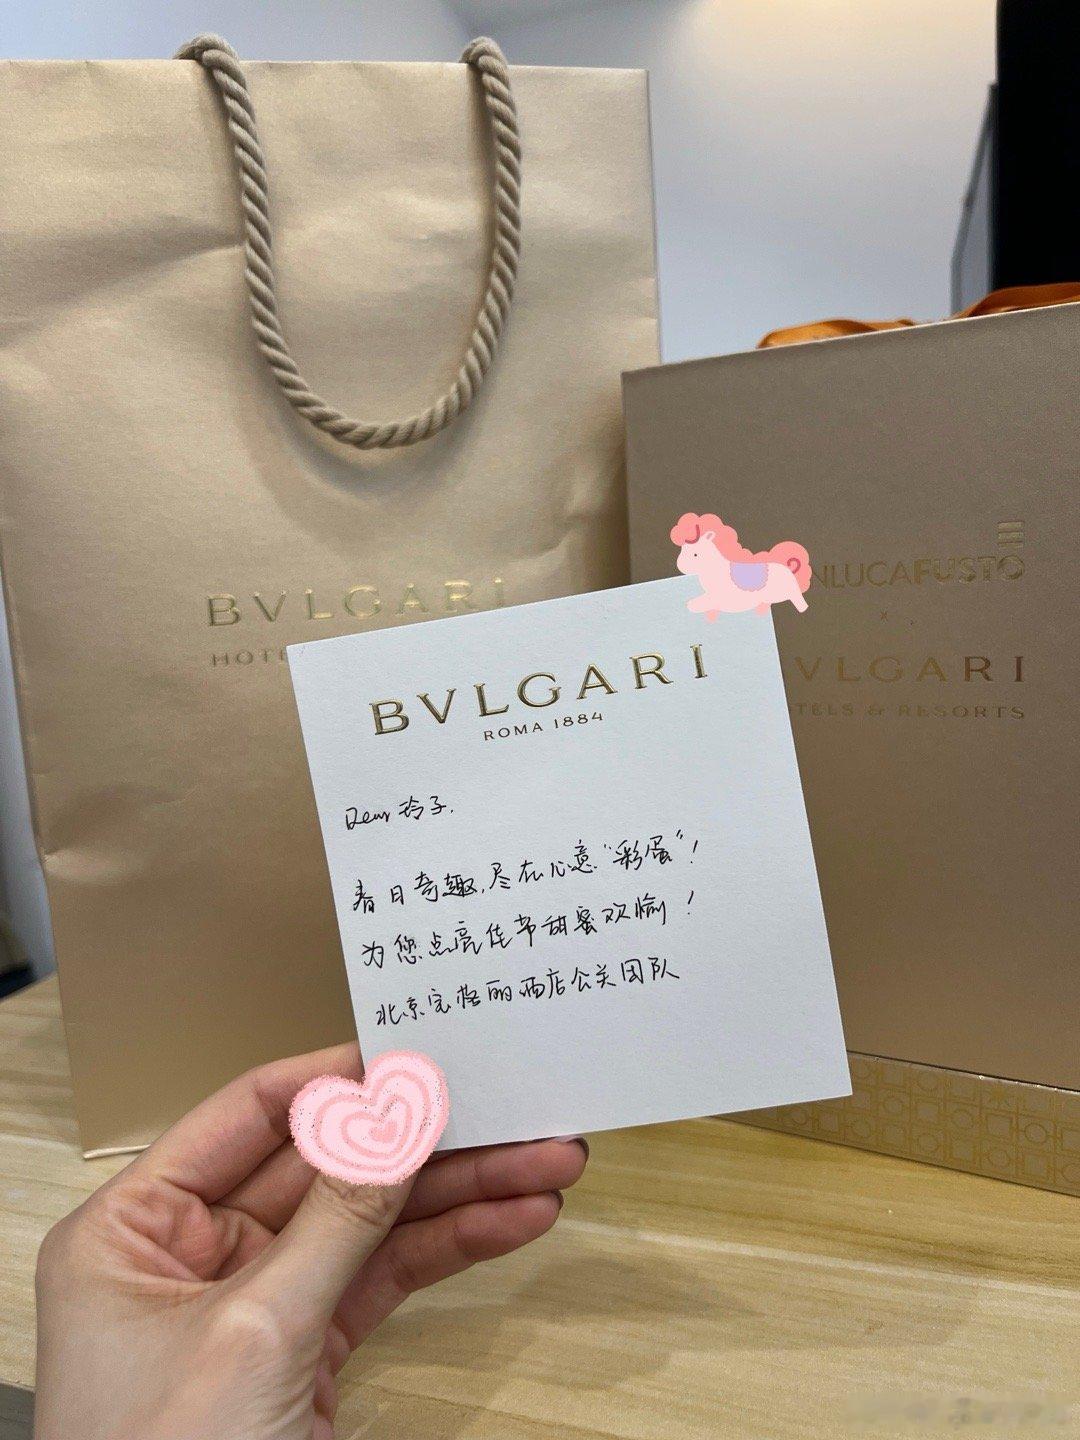 BVLGARI
HOTE
NLUCAFUSTO
x
VLGARI
TELS & RESORTS
BVLGARI
ROMA 1884
Dear 玲子.
春日奇趣,尽在心意“彩蛋”!
为您点亮佳节甜蜜欢愉!
北京宝格丽酒店公关团队